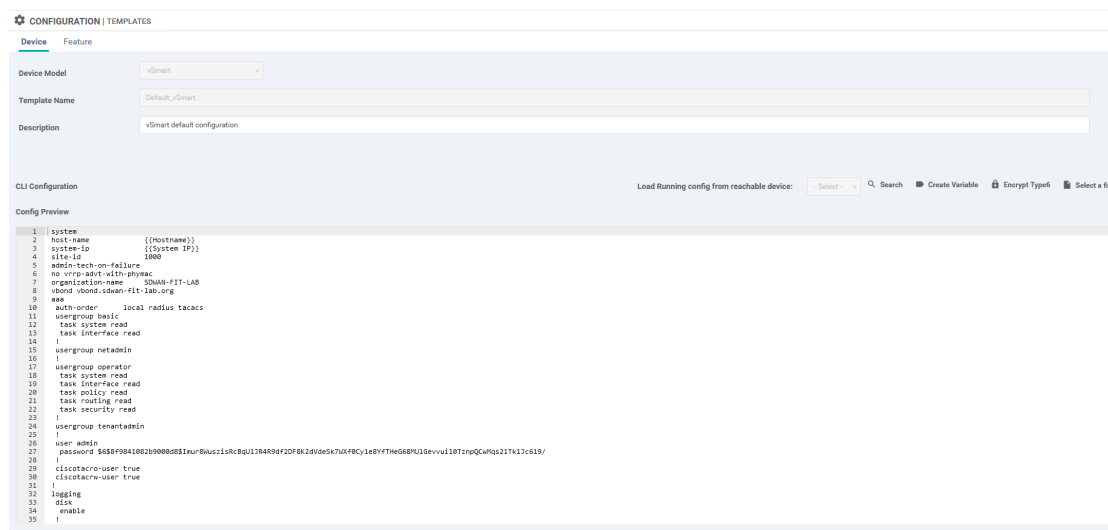 CONFIGURATION | TEMPLATES
Device Feature
Device Model vSmart
Template Name Default_vSmart
Description vSmart default configuration
CLI Configuration Load Running config from reachable device: - Select - Search Create Variable Encrypt Type6 Select a fi
Config Preview
1 system
2 host-name {{Hostname}}
3 system-ip {{System IP}}
4 site-id 1000
5 admin-tech-on-failure
6 no vrrp-advt-with-phymac
7 organization-name SDWAN-FIT-LAB
8 vbond vbond.sdwan-fit-lab.org
9 aaa
10 auth-order local radius tacacs
11 usergroup basic
12 task system read
13 task interface read
14 !
15 usergroup netadmin
16 !
17 usergroup operator
18 task system read
19 task interface read
20 task policy read
21 task routing read
22 task security read
23 !
24 usergroup tenantadmin
25 !
26 user admin
27 password
28 !
29 ciscotacro-user true
30 ciscotacrw-user true
31 !
32 logging
33 disk
34 enable
35 !